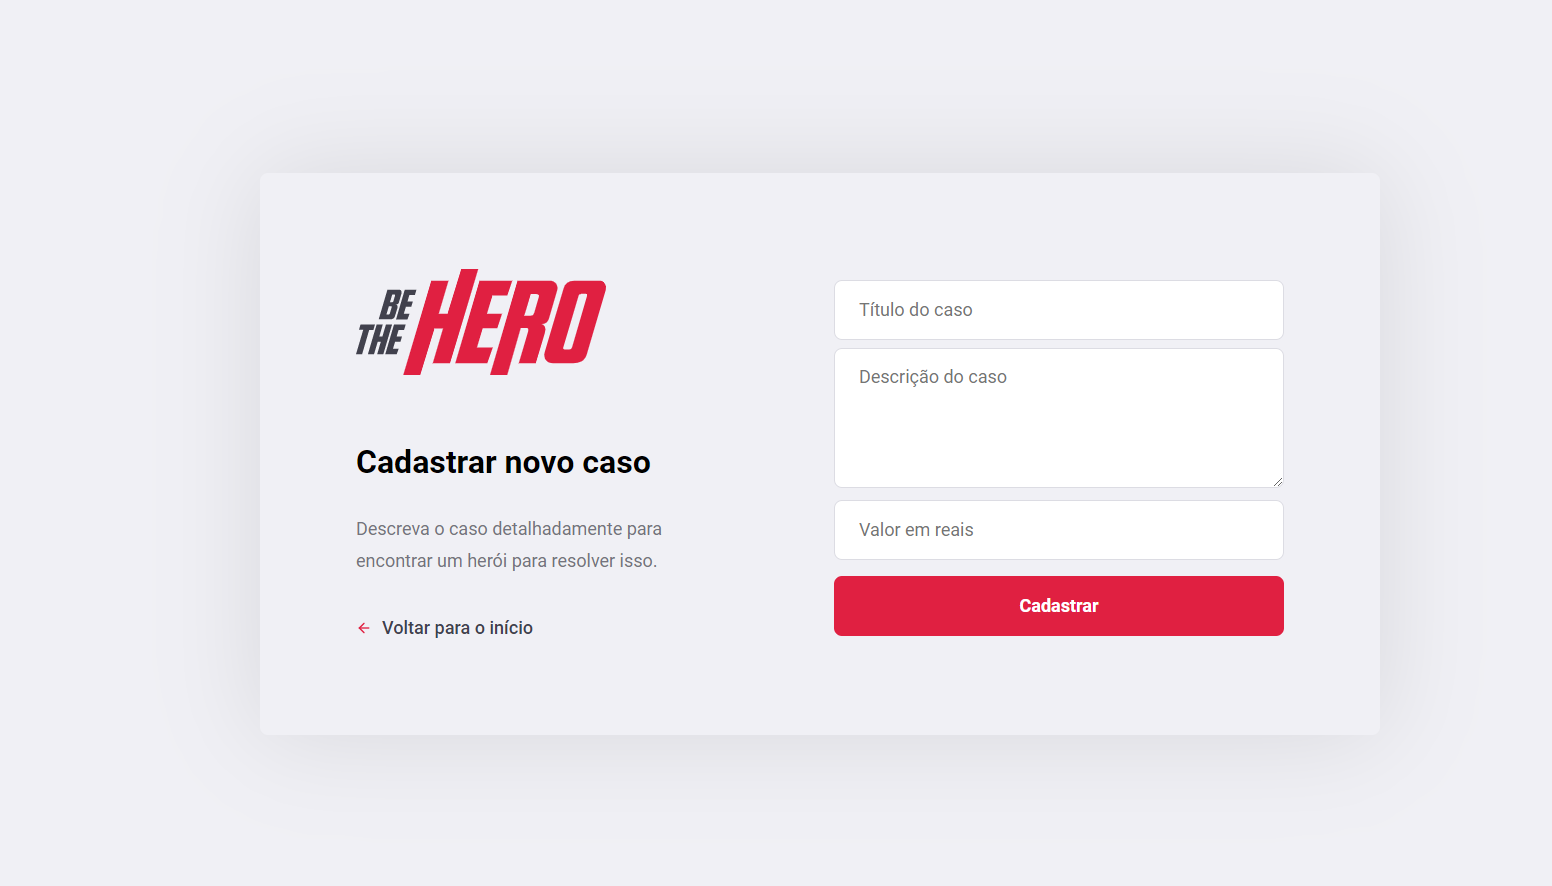 BE
THE
HERO
Cadastrar novo caso
Descreva o caso detalhadamente para
encontrar um herói para resolver isso.
Voltar para o início
Título do caso
Descrição do caso
Valor em reais
Cadastrar